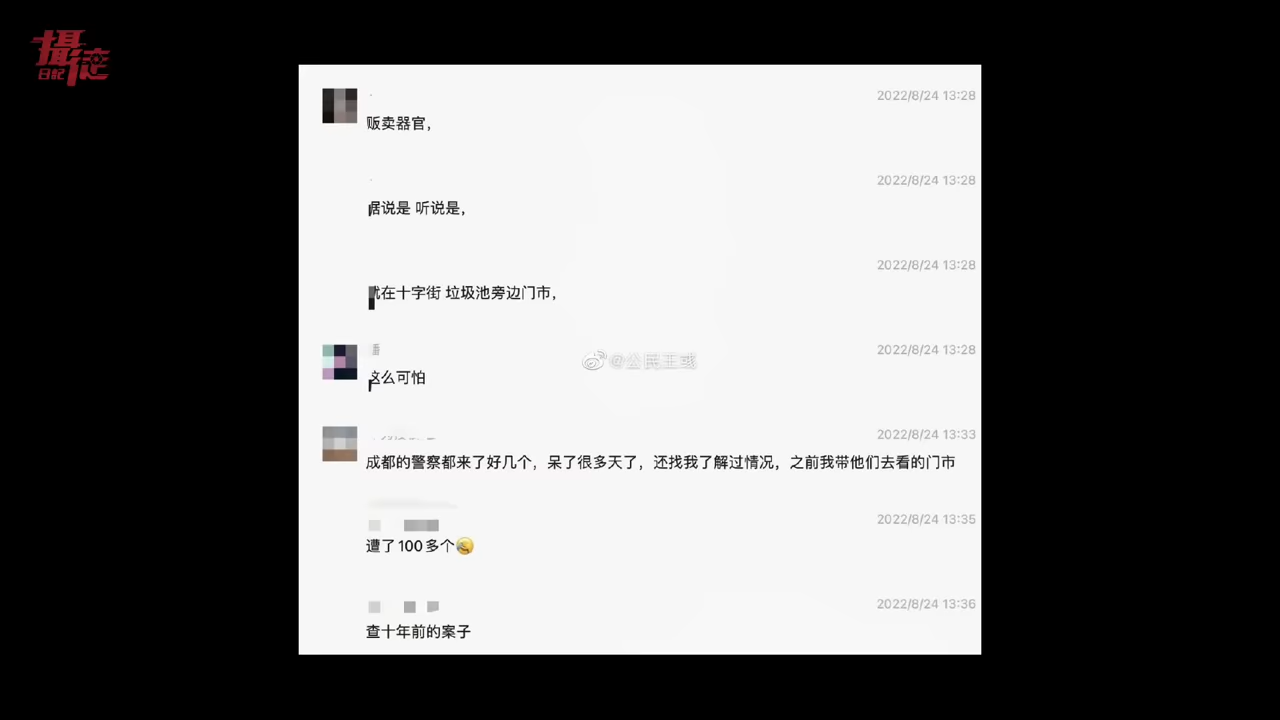 撮徒
日記
2022/8/24 13:28
贩卖器官，
2022/8/24 13:28
据说是 听说是，
2022/8/24 13:28
就在十字街 垃圾池旁边门市，
潘
2022/8/24 13:28
这么可怕
@公民王彧
2022/8/24 13:33
成都的警察都来了好几个，呆了很多天了，还找我了解过情况，之前我带他们去看的门市
2022/8/24 13:35
遭了100多个
2022/8/24 13:36
查十年前的案子